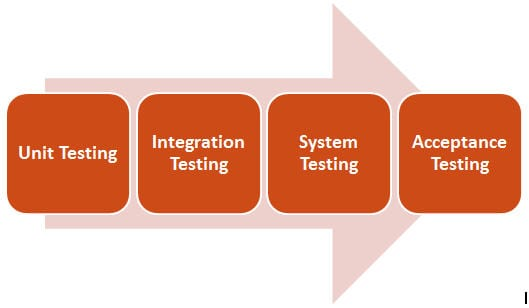 Unit Testing
Integration
Testing
System
Testing
Acceptance
Testing